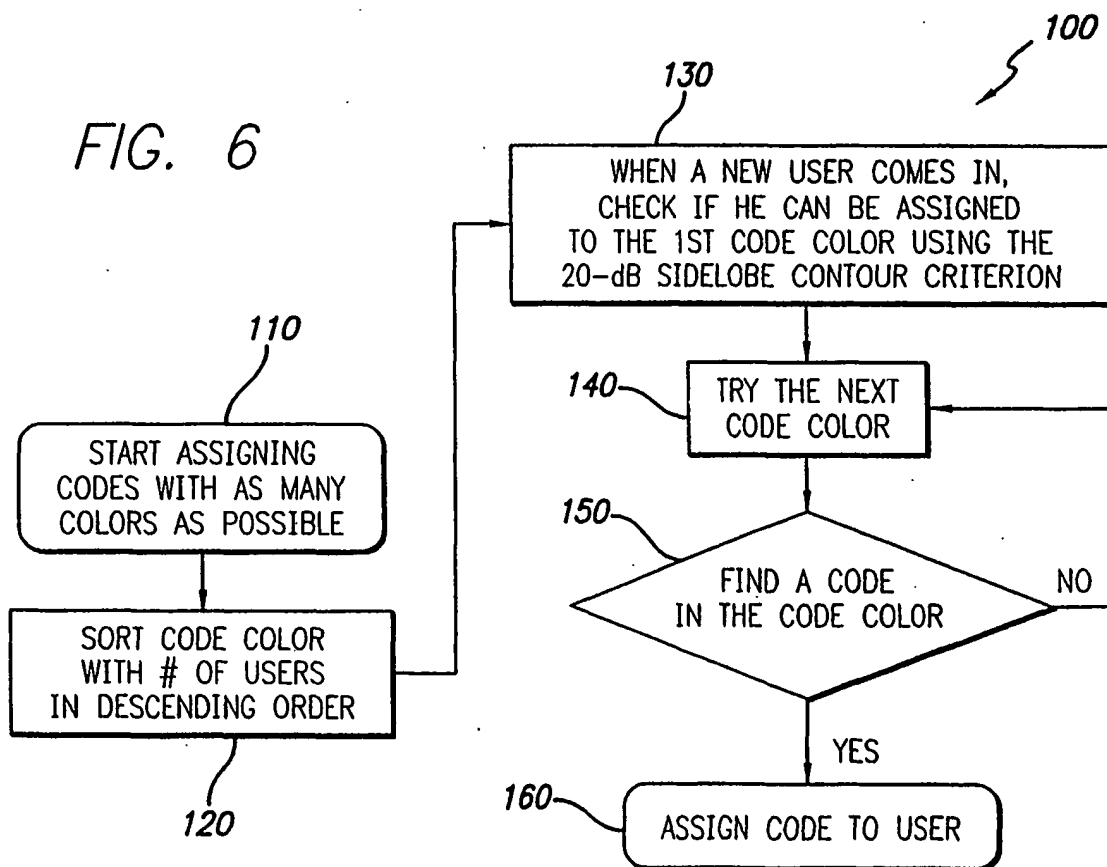 FIG. 6
100
110
START ASSIGNING
CODES WITH AS MANY
COLORS AS POSSIBLE
SORT CODE COLOR
WITH # OF USERS
IN DESCENDING ORDER
120
130
WHEN A NEW USER COMES IN,
CHECK IF HE CAN BE ASSIGNED
TO THE 1ST CODE COLOR USING THE
20-dB SIDELOBE CONTOUR CRITERION
140
TRY THE NEXT
CODE COLOR
150
FIND A CODE
IN THE CODE COLOR
NO
YES
160
ASSIGN CODE TO USER